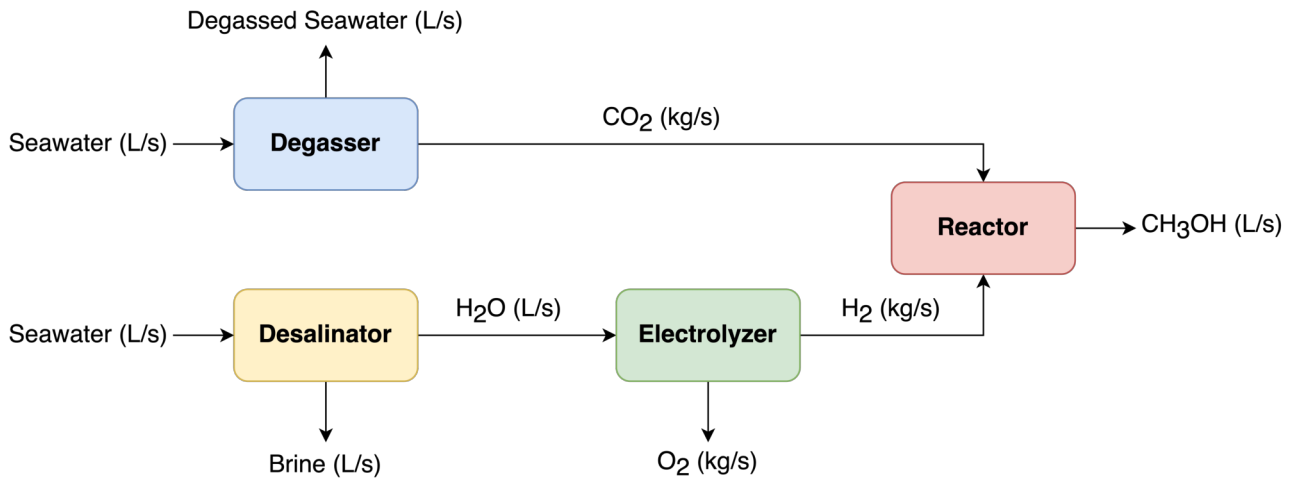 Degassed Seawater (L/s)
CO2 (kg/s)
Seawater (L/s)
Degasser
Reactor
CH3OH (L/s)
H2O (L/s)
H2 (kg/s)
Seawater (L/s)
Desalinator
Electrolyzer
Brine (L/s)
O2 (kg/s)